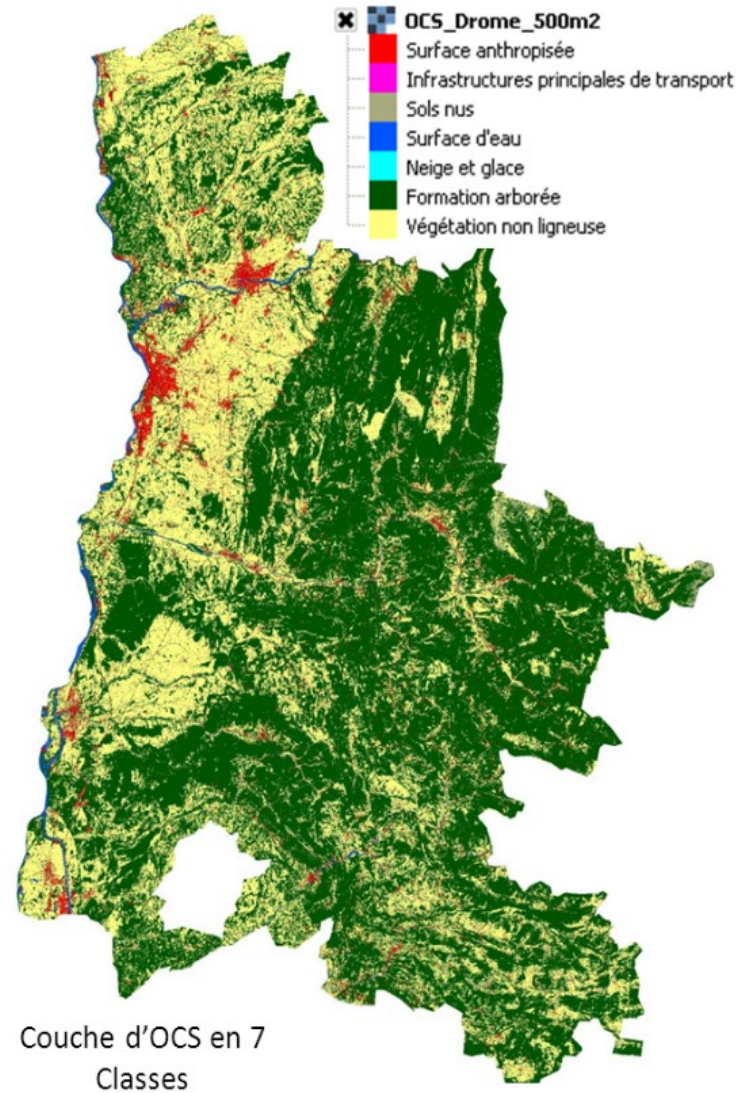 OCS_Drome_500m2
Surface anthropisée
Infrastructures principales de transport
Sols nus
Surface d'eau
Neige et glace
Formation arborée
Végétation non ligneuse
Couche d'OCS en 7
Classes